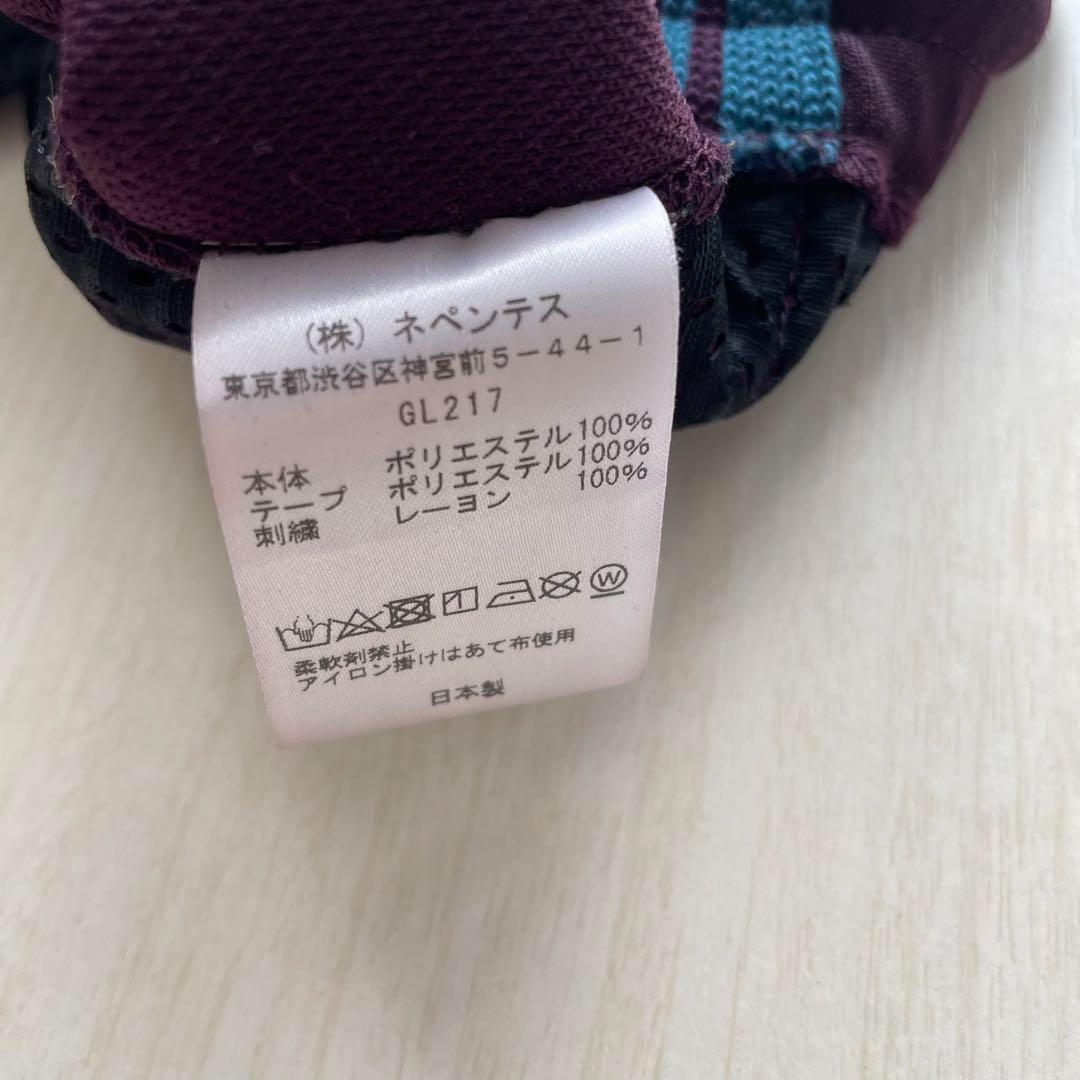 （株）ネペンテス
東京都渋谷区神宮前5-44-1
GL217
本体 ポリエステル100%
テープ ポリエステル100%
刺繍 レーヨン 100%
1 W
柔軟剤禁止
アイロン掛けはあて布使用
日本製